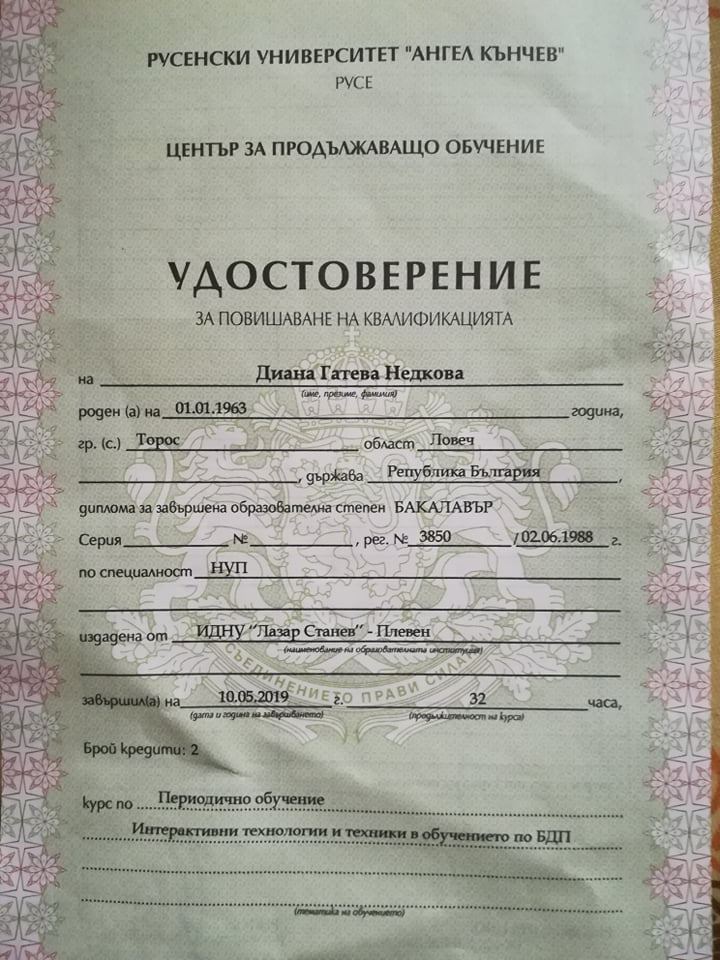 РУСЕНСКИ УНИВЕРСИТЕТ "АНГЕЛ КЪНЧЕВ"
РУСЕ
ЦЕНТЪР ЗА ПРОДЪЛЖАВАЩО ОБУЧЕНИЕ
УДОСТОВЕРЕНИЕ
ЗА ПОВИШАВАНЕ НА КВАЛИФИКАЦИЯТА
на Диана Гатева Недкова
(име, презиме, фамилия)
роден (а) на 01.01.1963 година,
гр. (с.) Торос област Ловеч
, държава Република България ,
диплома за завършена образователна степен БАКАЛАВЪР
Серия № , рег. № 3850 /02.06.1988 г.
по специалност НУП
издадена от ИДНУ "Лазар Станев" - Плевен
(наименование на образователната институция)
СЪЕДИНЕНИЕТО ПРАВИ СИЛАТА
завършил(а) на 10.05.2019 г. 32 часа,
(дата и година на завършването) (продължителност на курса)
Брой кредити: 2
курс по Периодично обучение
Интерактивни технологии и техники в обучението по БДП
(тематика на обучението)